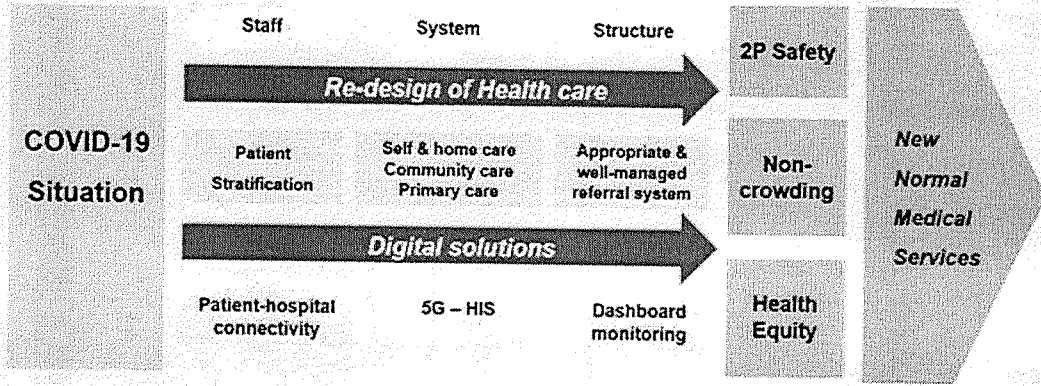 COVID-19
Situation
Staff
System
Structure
Re-design of Health care
Patient
Stratification
Self & home care
Community care
Primary care
Appropriate &
well-managed
referral system
Digital solutions
Patient-hospital
connectivity
5G – HIS
Dashboard
monitoring
2P Safety
Non-
crowding
Health
Equity
New
Normal
Medical
Services